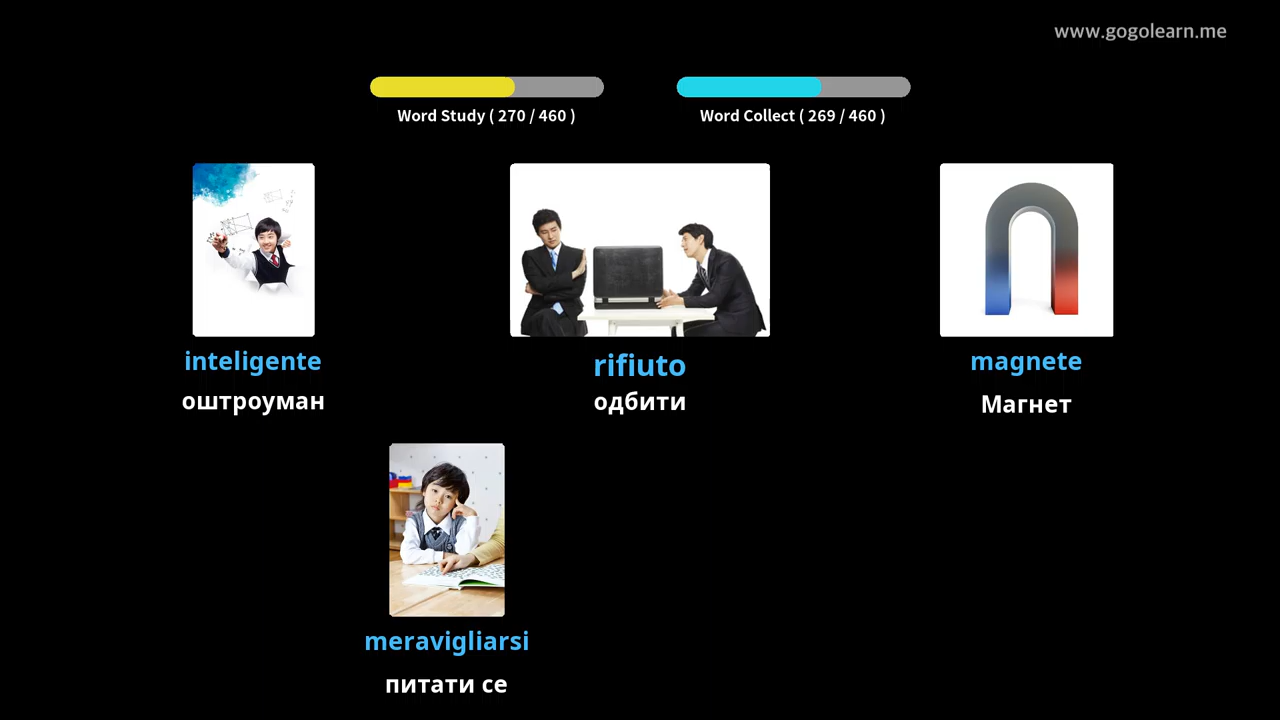 www.gogolearn.me
Word Study ( 270 / 460 )
Word Collect ( 269 / 460 )
inteligente
оштроуман
rifiuto
одбити
magnete
Магнет
meravigliarsi
питати се